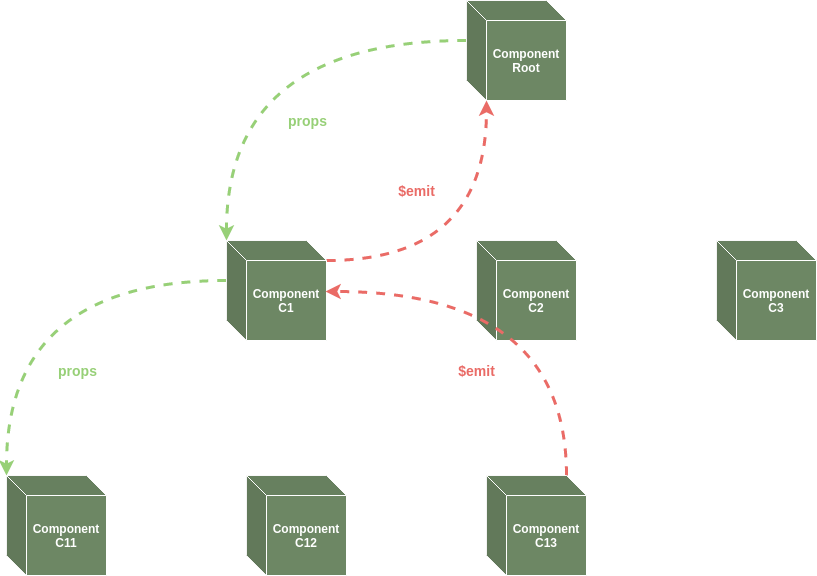 Component
Root
props
$emit
Component
C1
Component
C2
Component
C3
props
$emit
Component
C11
Component
C12
Component
C13